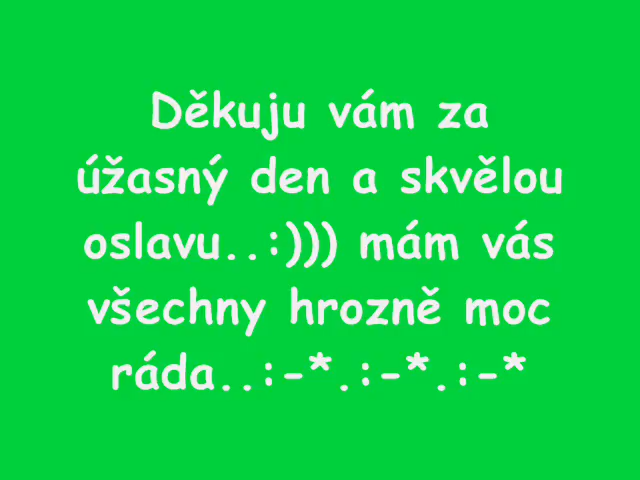 Děkuju vám za
úžasný den a skvělou
oslavu..:))) mám vás
všechny hrozně moc
ráda..:-*.:-*.:-*